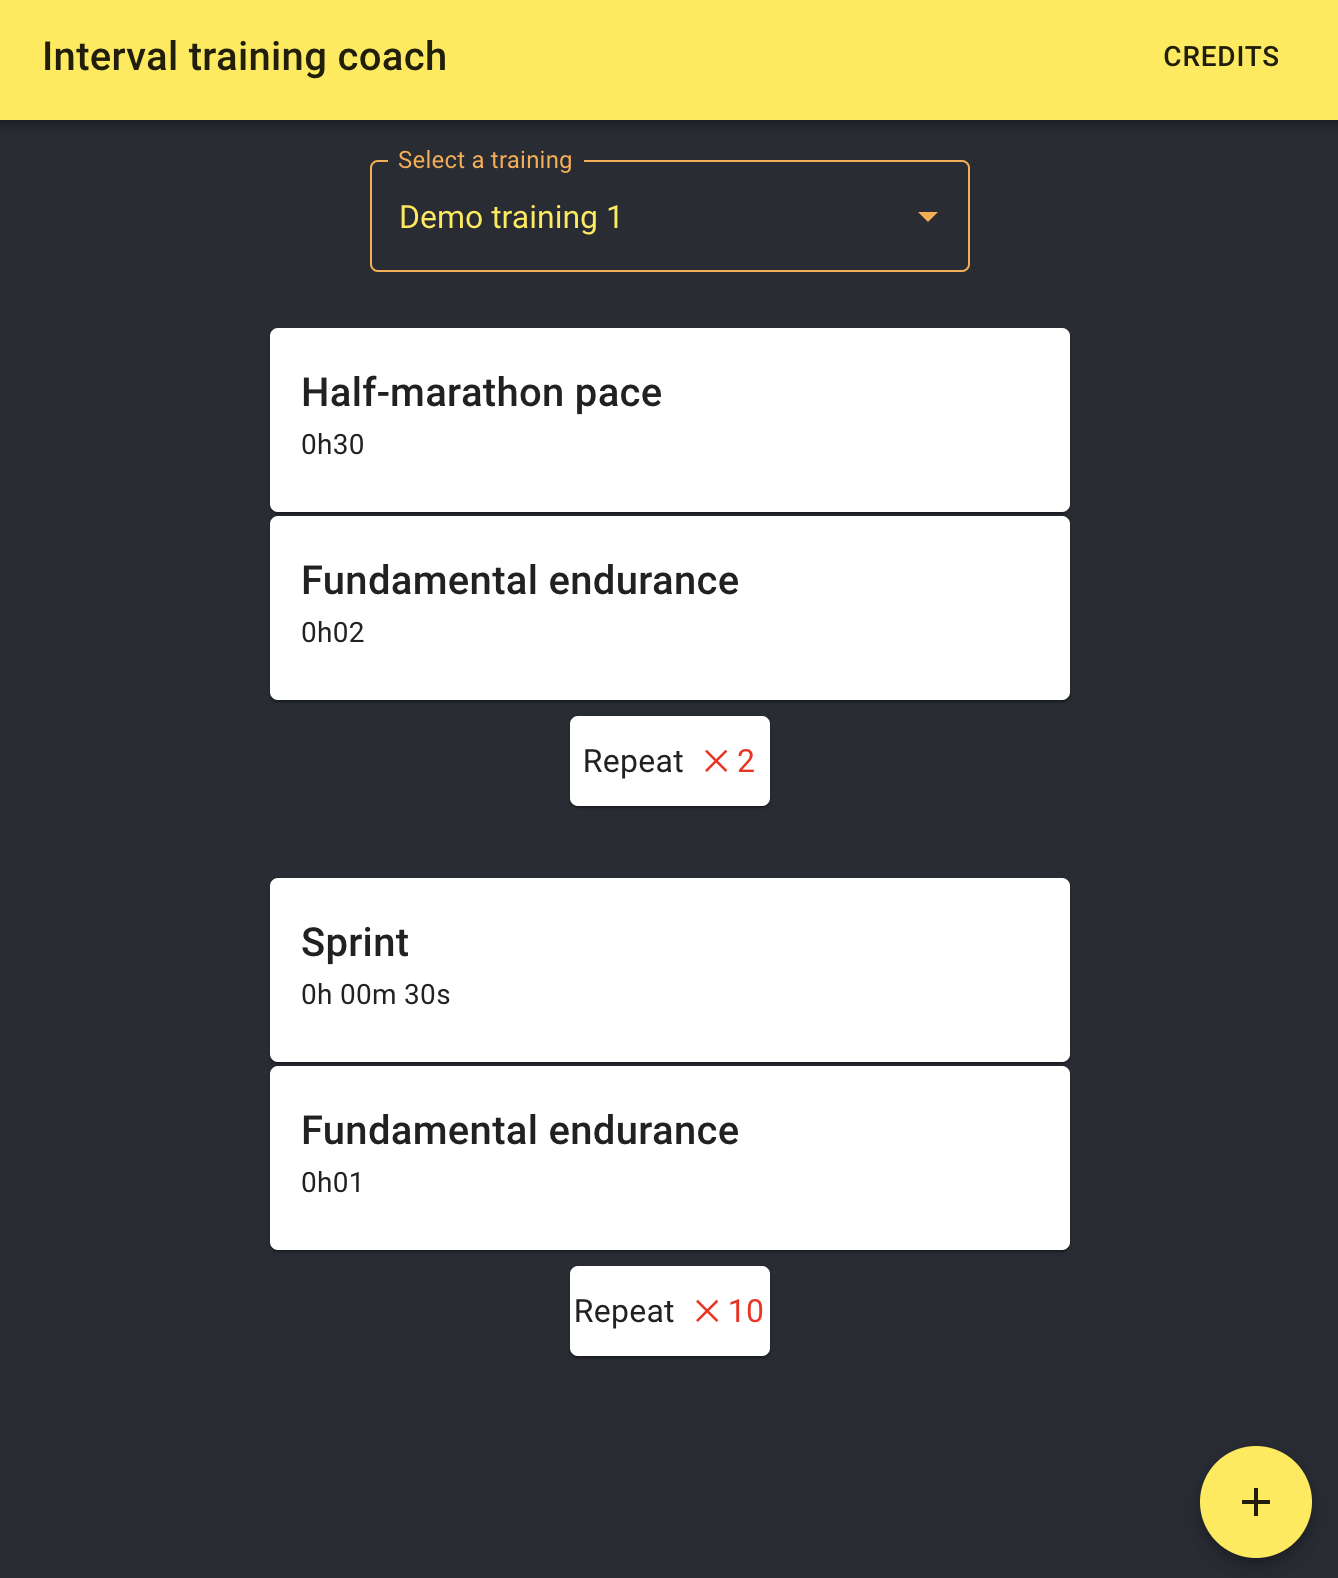 Interval training coach
CREDITS
Select a training
Demo training 1
Half-marathon pace
0h30
Fundamental endurance
0h02
Repeat × 2
Sprint
0h 00m 30s
Fundamental endurance
0h01
Repeat × 10
+